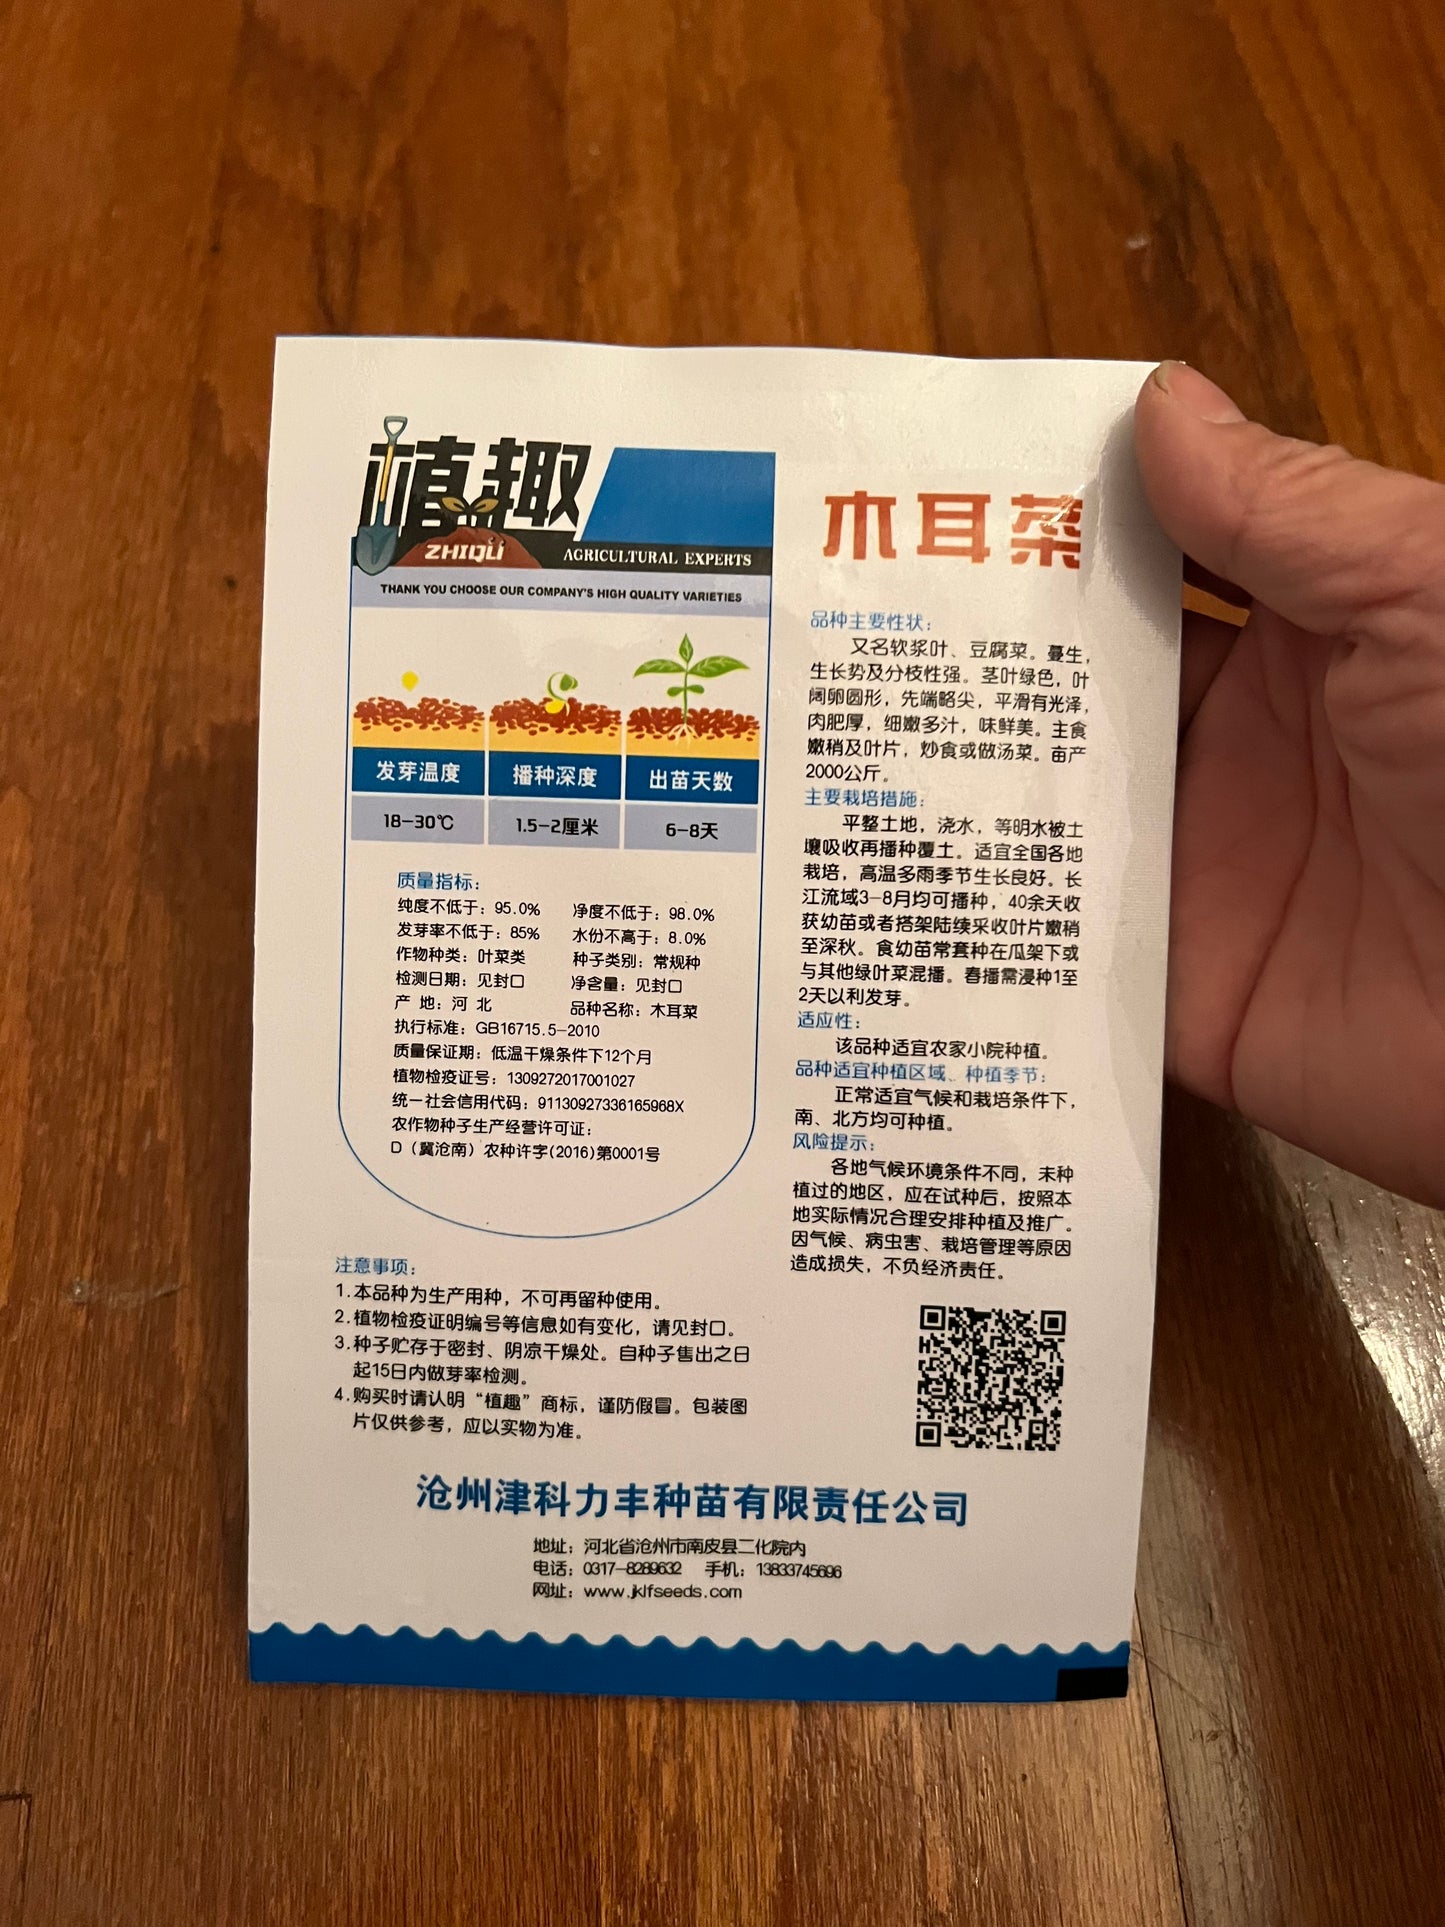 植趣
ZHIQU
AGRICULTURAL EXPERTS
THANK YOU CHOOSE OUR COMPANY'S HIGH QUALITY VARIETIES
发芽温度 播种深度 出苗天数
18-30℃ 1.5-2厘米 6-8天
质量指标：
纯度不低于：95.0% 净度不低于：98.0%
发芽率不低于：85% 水份不高于：8.0%
作物种类：叶菜类 种子类别：常规种
检测日期：见封口 净含量：见封口
产 地：河 北 品种名称：木耳菜
执行标准：GB16715.5-2010
质量保证期：低温干燥条件下12个月
植物检疫证号：1309272017001027
统一社会信用代码：91130927336165968X
农作物种子生产经营许可证：
D（冀沧南）农种许字(2016)第0001号
注意事项：
1.本品种为生产用种，不可再留种使用。
2.植物检疫证明编号等信息如有变化，请见封口。
3.种子贮存于密封、阴凉干燥处。自种子售出之日
起15日内做芽率检测。
4.购买时请认明“植趣”商标，谨防假冒。包装图
片仅供参考，应以实物为准。
木耳菜
品种主要性状：
又名软浆叶、豆腐菜。蔓生，
生长势及分枝性强。茎叶绿色，叶
阔卵圆形，先端略尖，平滑有光泽，
肉肥厚，细嫩多汁，味鲜美。主食
嫩稍及叶片，炒食或做汤菜。亩产
2000公斤。
主要栽培措施：
平整土地，浇水，等明水被土
壤吸收再播种覆土。适宜全国各地
栽培，高温多雨季节生长良好。长
江流域3-8月均可播种，40余天收
获幼苗或者搭架陆续采收叶片嫩稍
至深秋。食幼苗常套种在瓜架下或
与其他绿叶菜混播。春播需浸种1至
2天以利发芽。
适应性：
该品种适宜农家小院种植。
品种适宜种植区域、种植季节：
正常适宜气候和栽培条件下，
南、北方均可种植。
风险提示：
各地气候环境条件不同，未种
植过的地区，应在试种后，按照本
地实际情况合理安排种植及推广。
因气候、病虫害、栽培管理等原因
造成损失，不负经济责任。
沧州津科力丰种苗有限责任公司
地址：河北省沧州市南皮县二化院内
电话：0317-8289632 手机：13833745696
网址：www.jklfseeds.com